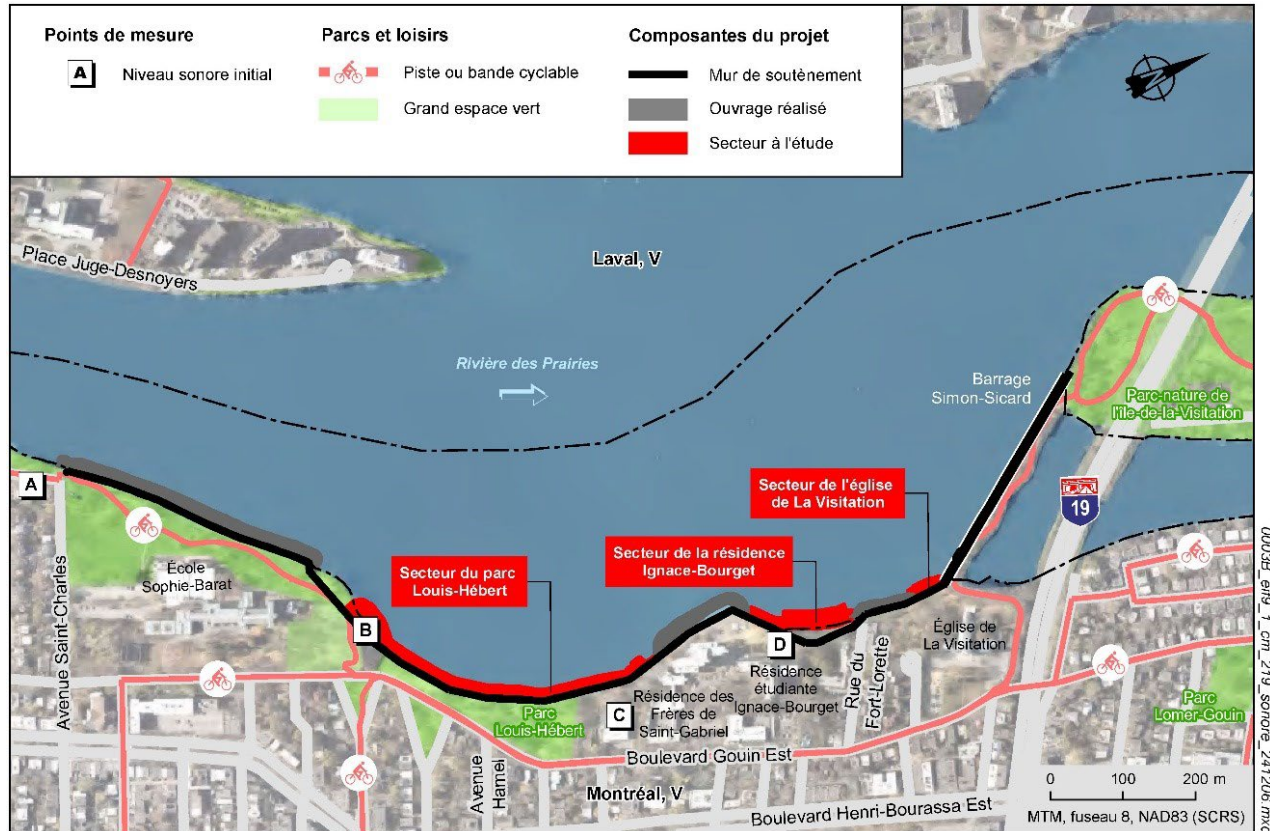 Points de mesure
A Niveau sonore initial
Parcs et loisirs
Piste ou bande cyclable
Grand espace vert
Composantes du projet
Mur de soutènement
Ouvrage réalisé
Secteur à l'étude
N
Place Juge-Desnoyers
Laval, V
Rivière des Prairies
Barrage
Simon-Sicard
Parc-nature de
l'île-de-la-Visitation
19
A
Secteur de l'église
de La Visitation
Secteur de la résidence
Ignace-Bourget
Secteur du parc
Louis-Hébert
École
Sophie-Barat
Avenue Saint-Charles
B
D
C
Résidence
étudiante
Ignace-Bourget
Rue du
Fort-Lorette
Église de
La Visitation
Résidence des
Frères de
Saint-Gabriel
Parc
Louis-Hébert
Parc
Lomer-Gouin
Avenue
Hamel
Boulevard Gouin Est
Montréal, V
Boulevard Henri-Bourassa Est
0 100 200 m
MTM, fuseau 8, NAD83 (SCRS)